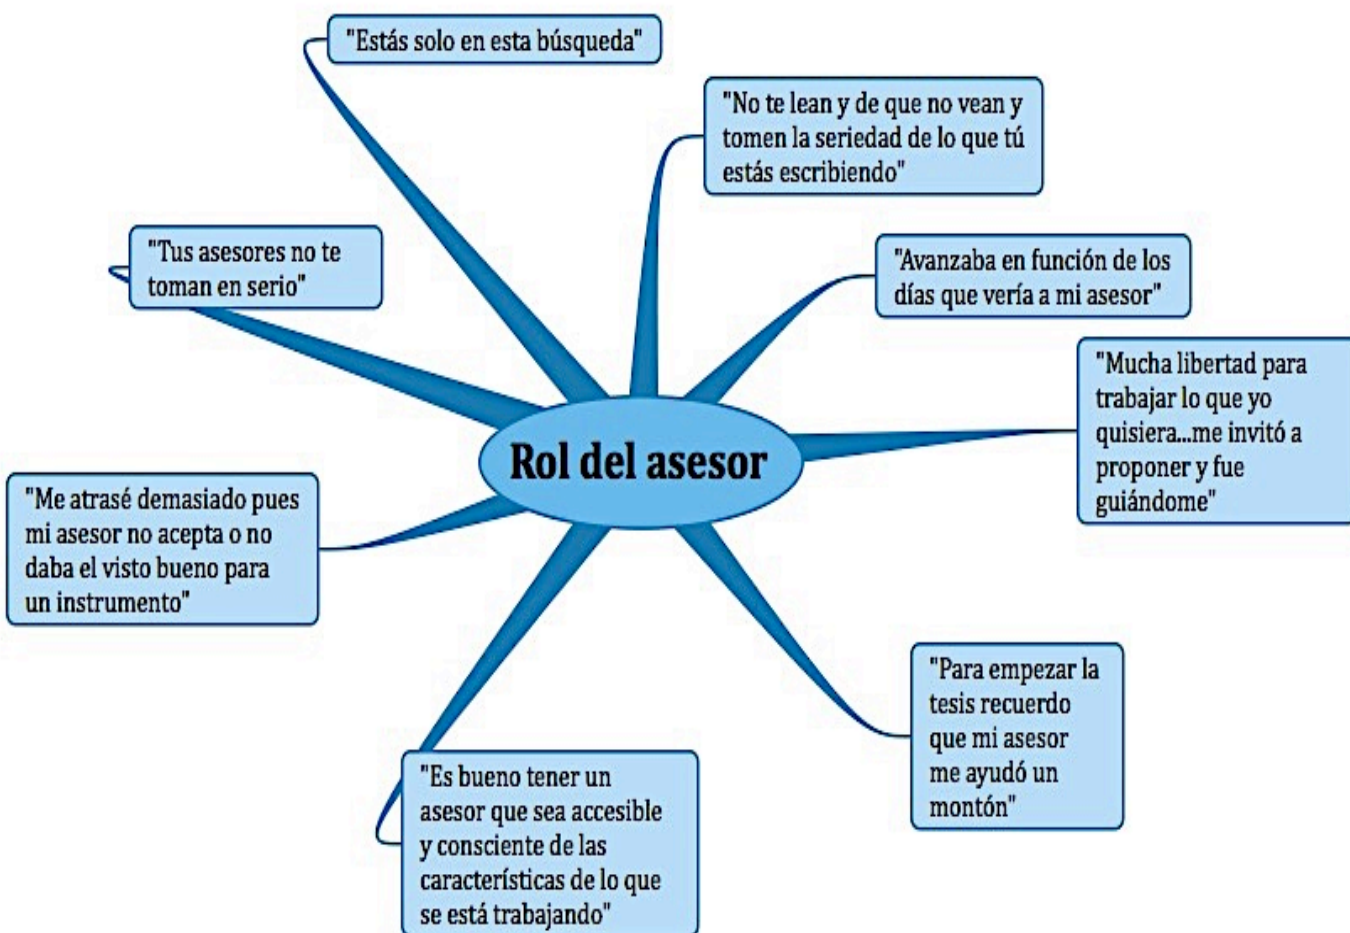 "Estás solo en esta búsqueda"
"No te lean y de que no vean y
tomen la seriedad de lo que tú
estás escribiendo"
"Tus asesores no te
toman en serio"
"Avanzaba en función de los
días que vería a mi asesor"
"Mucha libertad para
trabajar lo que yo
quisiera...me invitó a
proponer y fue
guiándome"
Rol del asesor
"Me atrasé demasiado pues
mi asesor no acepta o no
daba el visto bueno para
un instrumento"
"Para empezar la
tesis recuerdo
que mi asesor
me ayudó un
montón"
"Es bueno tener un
asesor que sea accesible
y consciente de las
características de lo que
se está trabajando"